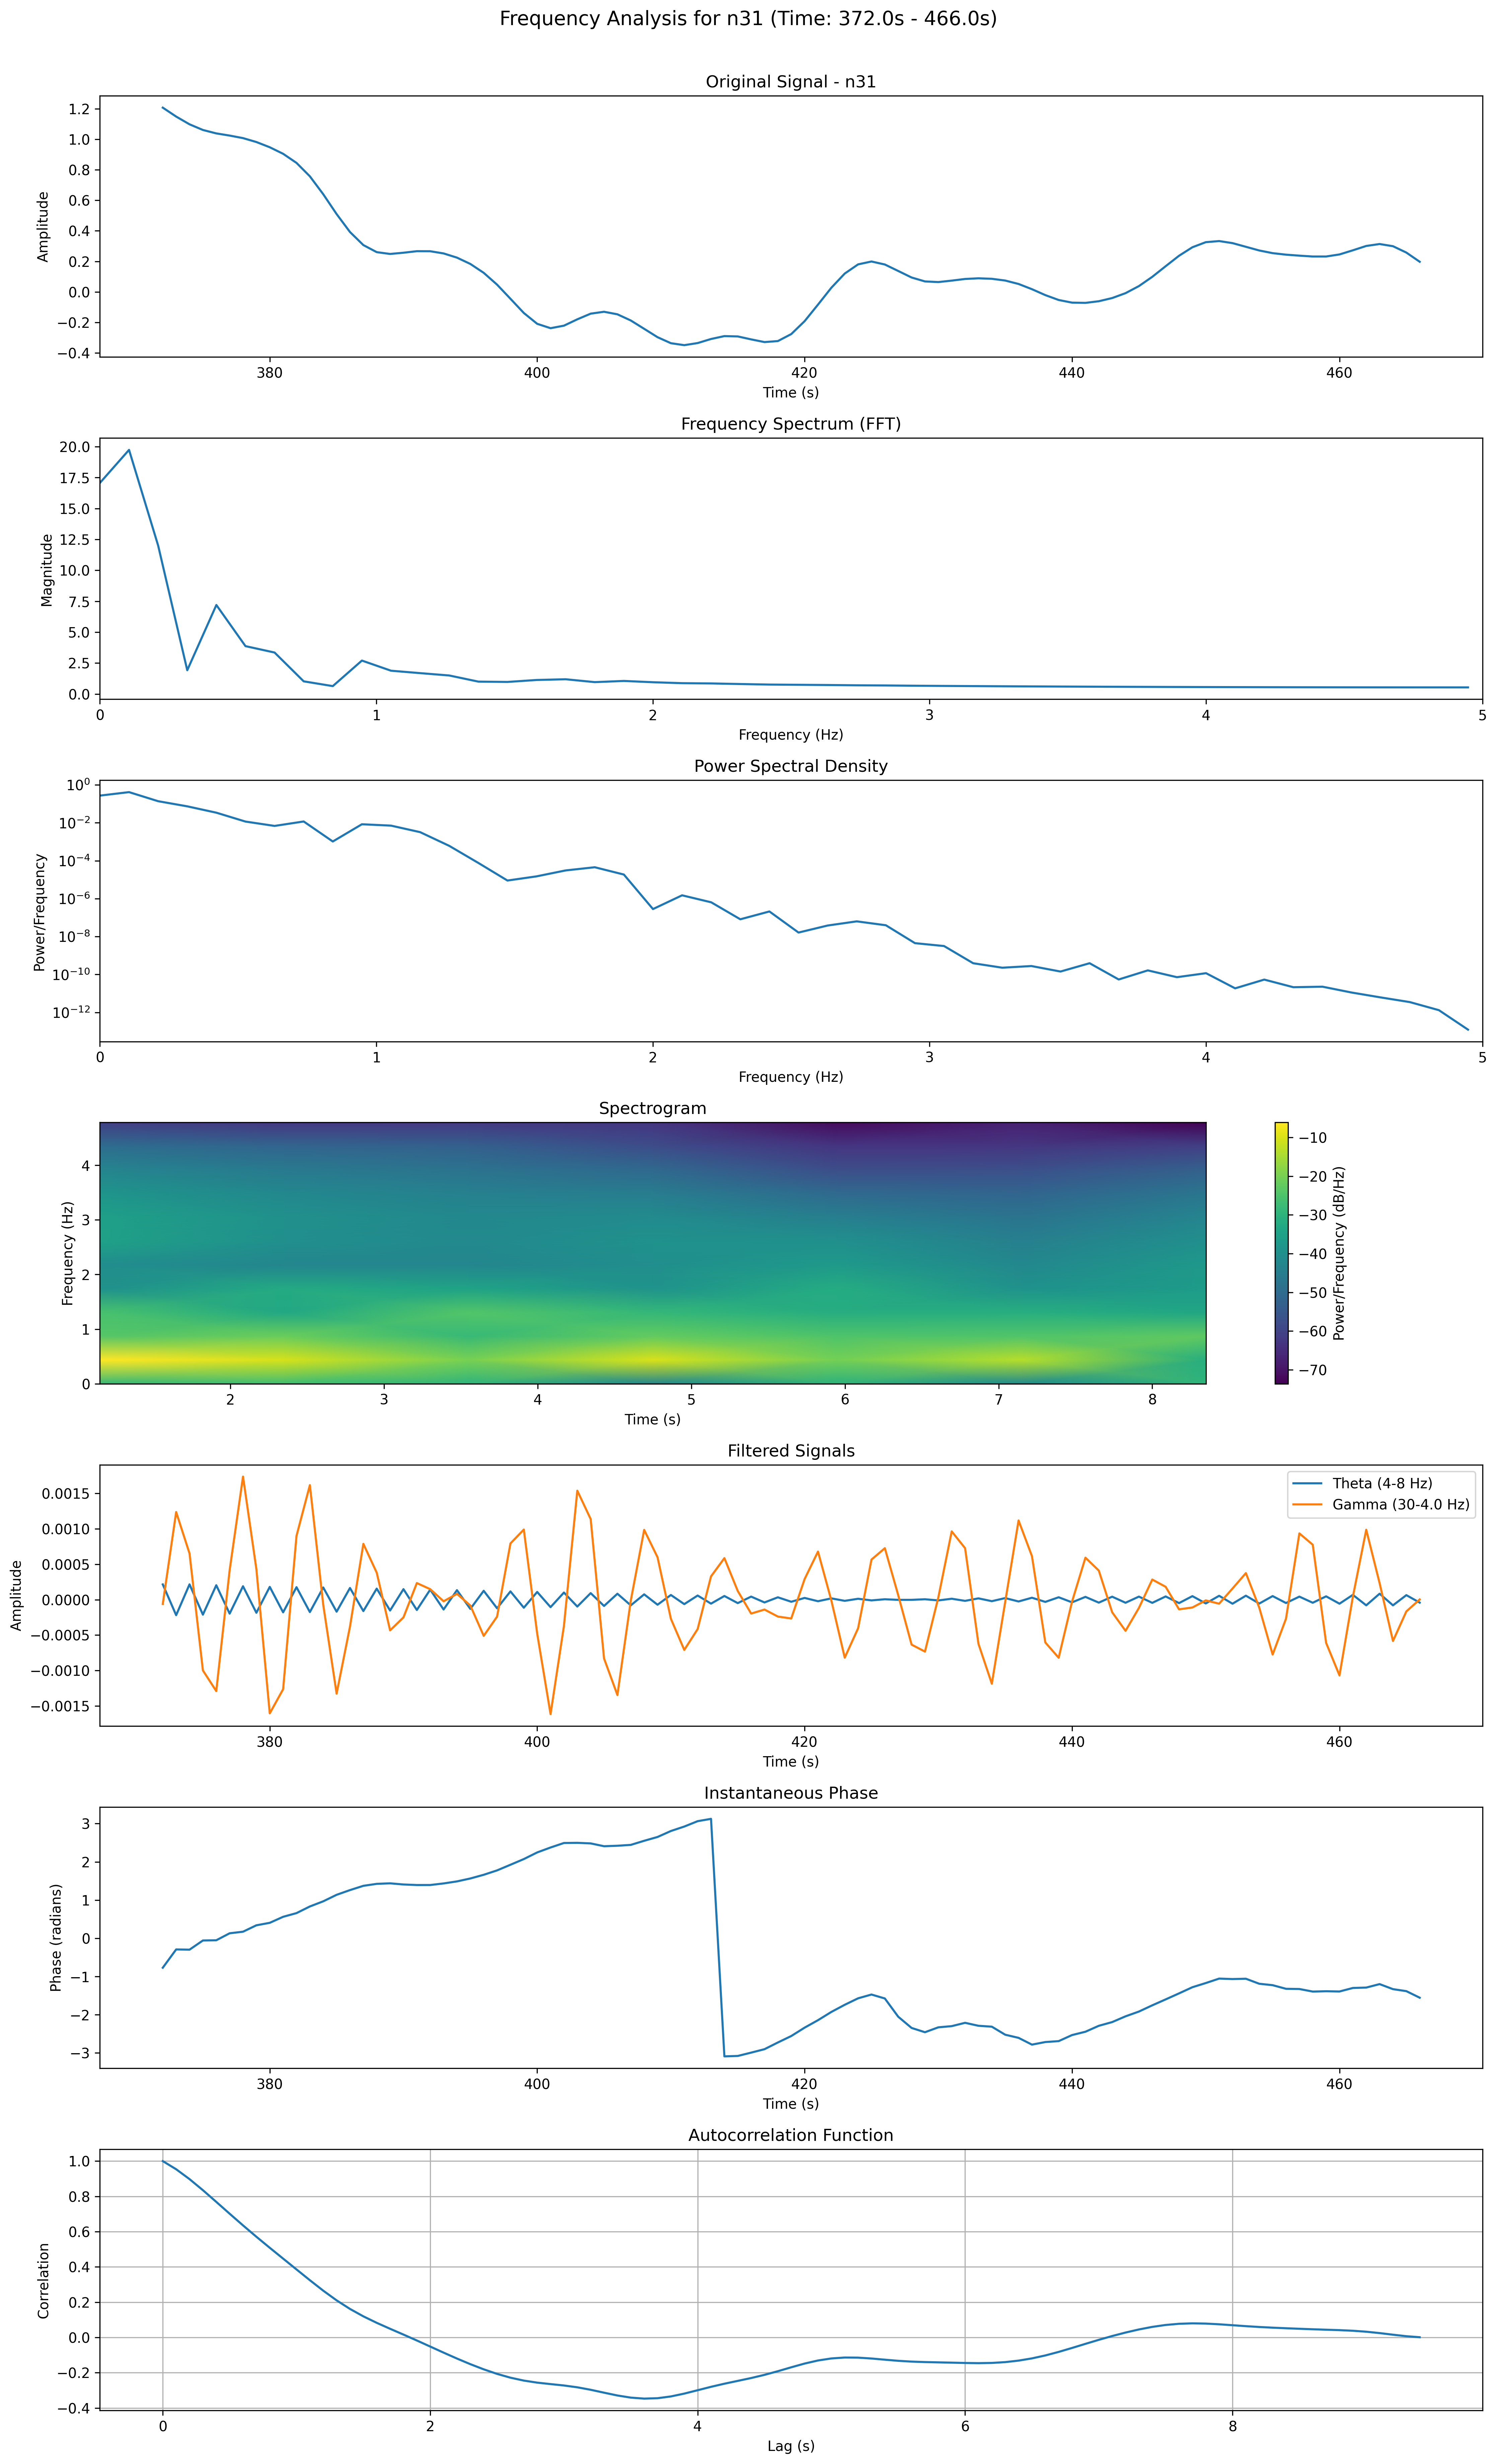 Frequency Analysis for n31 (Time: 372.0s - 466.0s)
Original Signal - n31
Amplitude
1.2
1.0
0.8
0.6
0.4
0.2
0.0
−0.2
−0.4
380 400 420 440 460
Time (s)
Frequency Spectrum (FFT)
Magnitude
20.0
17.5
15.0
12.5
10.0
7.5
5.0
2.5
0.0
0 1 2 3 4 5
Frequency (Hz)
Power Spectral Density
Power/Frequency
10⁰
10⁻²
10⁻⁴
10⁻⁶
10⁻⁸
10⁻¹⁰
10⁻¹²
0 1 2 3 4 5
Frequency (Hz)
Spectrogram
Frequency (Hz)
4
3
2
1
0
2 3 4 5 6 7 8
Time (s)
−10
−20
−30
−40
−50
−60
−70
Power/Frequency (dB/Hz)
Filtered Signals
Amplitude
0.0015
0.0010
0.0005
0.0000
−0.0005
−0.0010
−0.0015
Theta (4-8 Hz)
Gamma (30-4.0 Hz)
380 400 420 440 460
Time (s)
Instantaneous Phase
Phase (radians)
3
2
1
0
−1
−2
−3
380 400 420 440 460
Time (s)
Autocorrelation Function
Correlation
1.0
0.8
0.6
0.4
0.2
0.0
−0.2
−0.4
0 2 4 6 8
Lag (s)